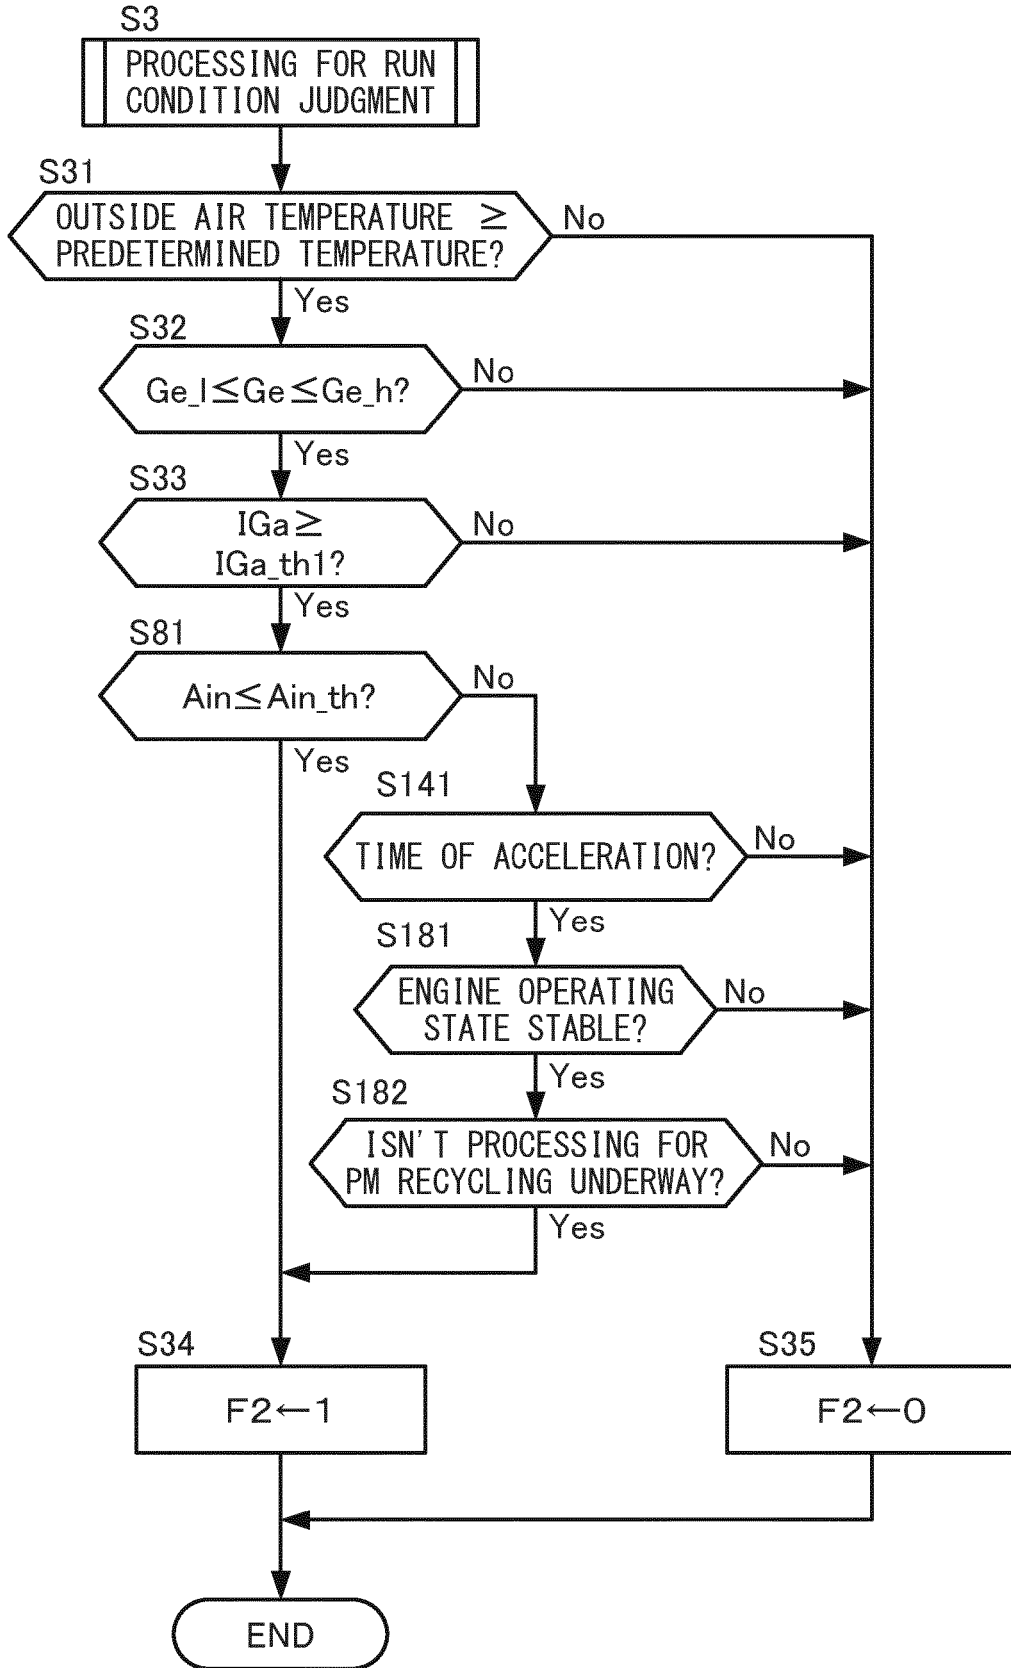 S3
PROCESSING FOR RUN
CONDITION JUDGMENT
S31
OUTSIDE AIR TEMPERATURE ≥
PREDETERMINED TEMPERATURE?
No
Yes
S32
Ge_l≤Ge≤Ge_h?
No
Yes
S33
IGa≥
IGa_th1?
No
Yes
S81
Ain≤Ain_th?
No
Yes
S141
TIME OF ACCELERATION?
No
Yes
S181
ENGINE OPERATING
STATE STABLE?
No
Yes
S182
ISN'T PROCESSING FOR
PM RECYCLING UNDERWAY?
No
Yes
S34
F2←1
S35
F2←0
END